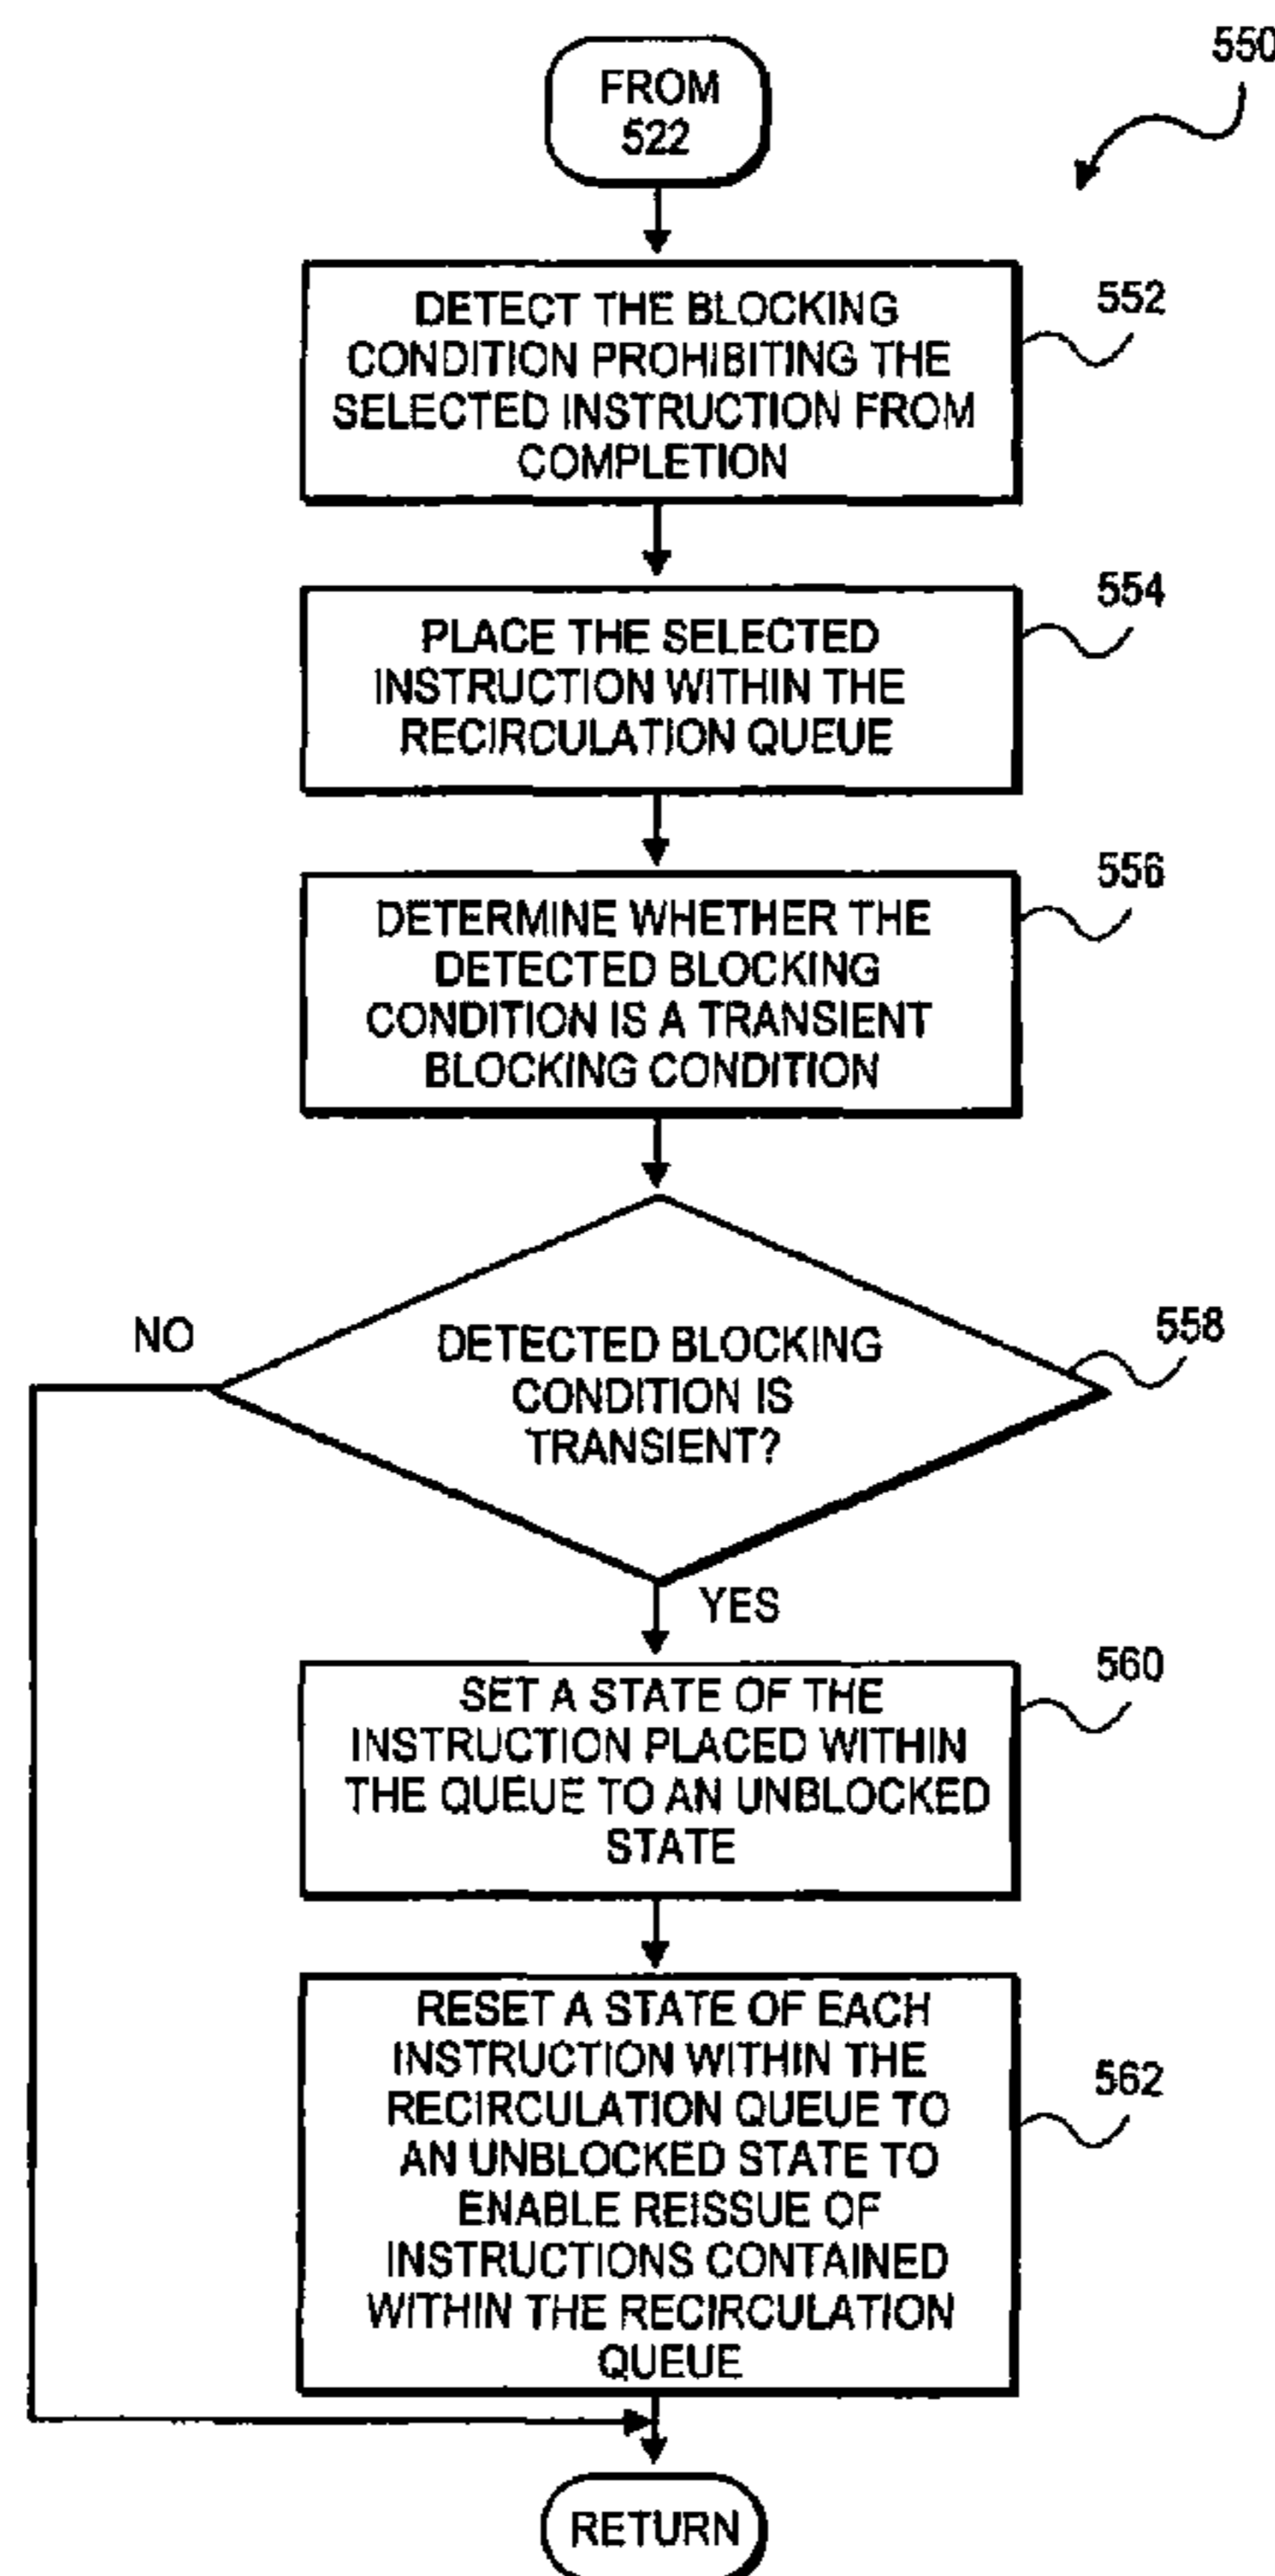 550
FROM
522
DETECT THE BLOCKING
CONDITION PROHIBITING THE
SELECTED INSTRUCTION FROM
COMPLETION
552
PLACE THE SELECTED
INSTRUCTION WITHIN THE
RECIRCULATION QUEUE
554
DETERMINE WHETHER THE
DETECTED BLOCKING
CONDITION IS A TRANSIENT
BLOCKING CONDITION
556
NO
DETECTED BLOCKING
CONDITION IS
TRANSIENT?
558
YES
SET A STATE OF THE
INSTRUCTION PLACED WITHIN
THE QUEUE TO AN UNBLOCKED
STATE
560
RESET A STATE OF EACH
INSTRUCTION WITHIN THE
RECIRCULATION QUEUE TO
AN UNBLOCKED STATE TO
ENABLE REISSUE OF
INSTRUCTIONS CONTAINED
WITHIN THE RECIRCULATION
QUEUE
562
RETURN